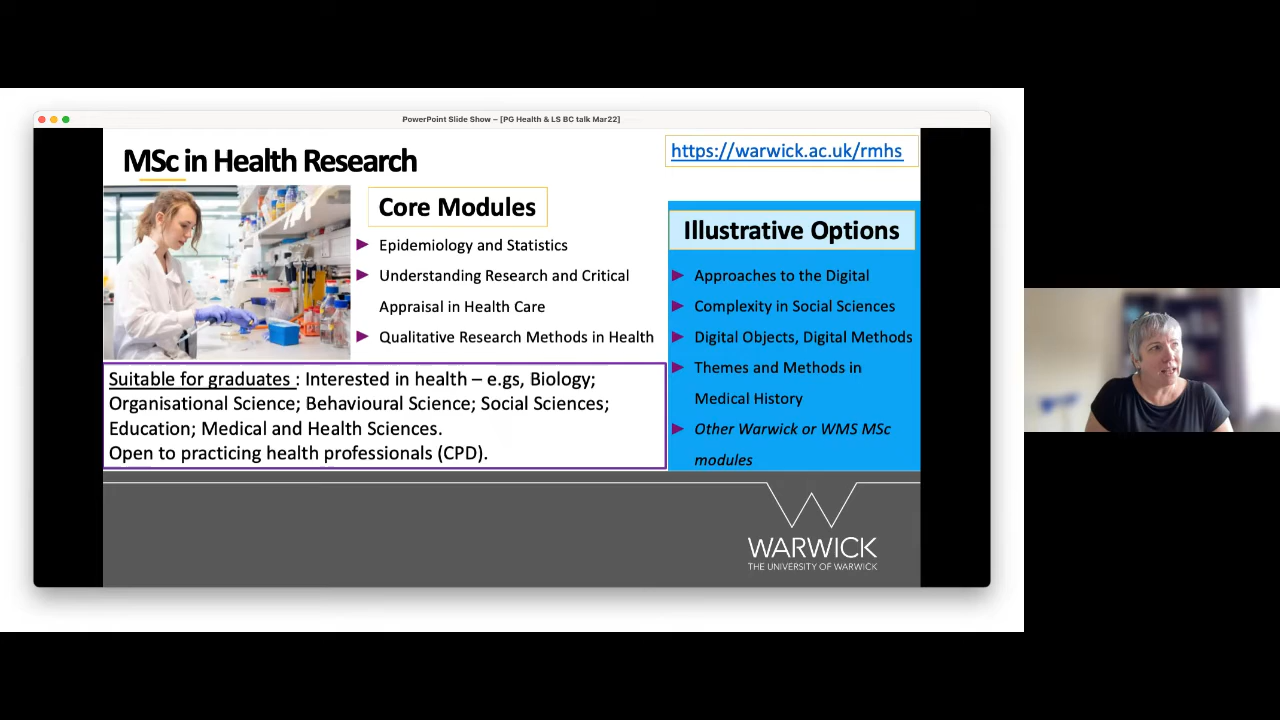 PowerPoint Slide Show – [PG Health & LS BC talk Mar22]
MSc in Health Research
https://warwick.ac.uk/rmhs
Core Modules
Epidemiology and Statistics
Understanding Research and Critical
Appraisal in Health Care
Qualitative Research Methods in Health
Illustrative Options
Approaches to the Digital
Complexity in Social Sciences
Digital Objects, Digital Methods
Themes and Methods in
Medical History
Other Warwick or WMS MSc
modules
Suitable for graduates : Interested in health – e.gs, Biology;
Organisational Science; Behavioural Science; Social Sciences;
Education; Medical and Health Sciences.
Open to practicing health professionals (CPD).
WARWICK
THE UNIVERSITY OF WARWICK